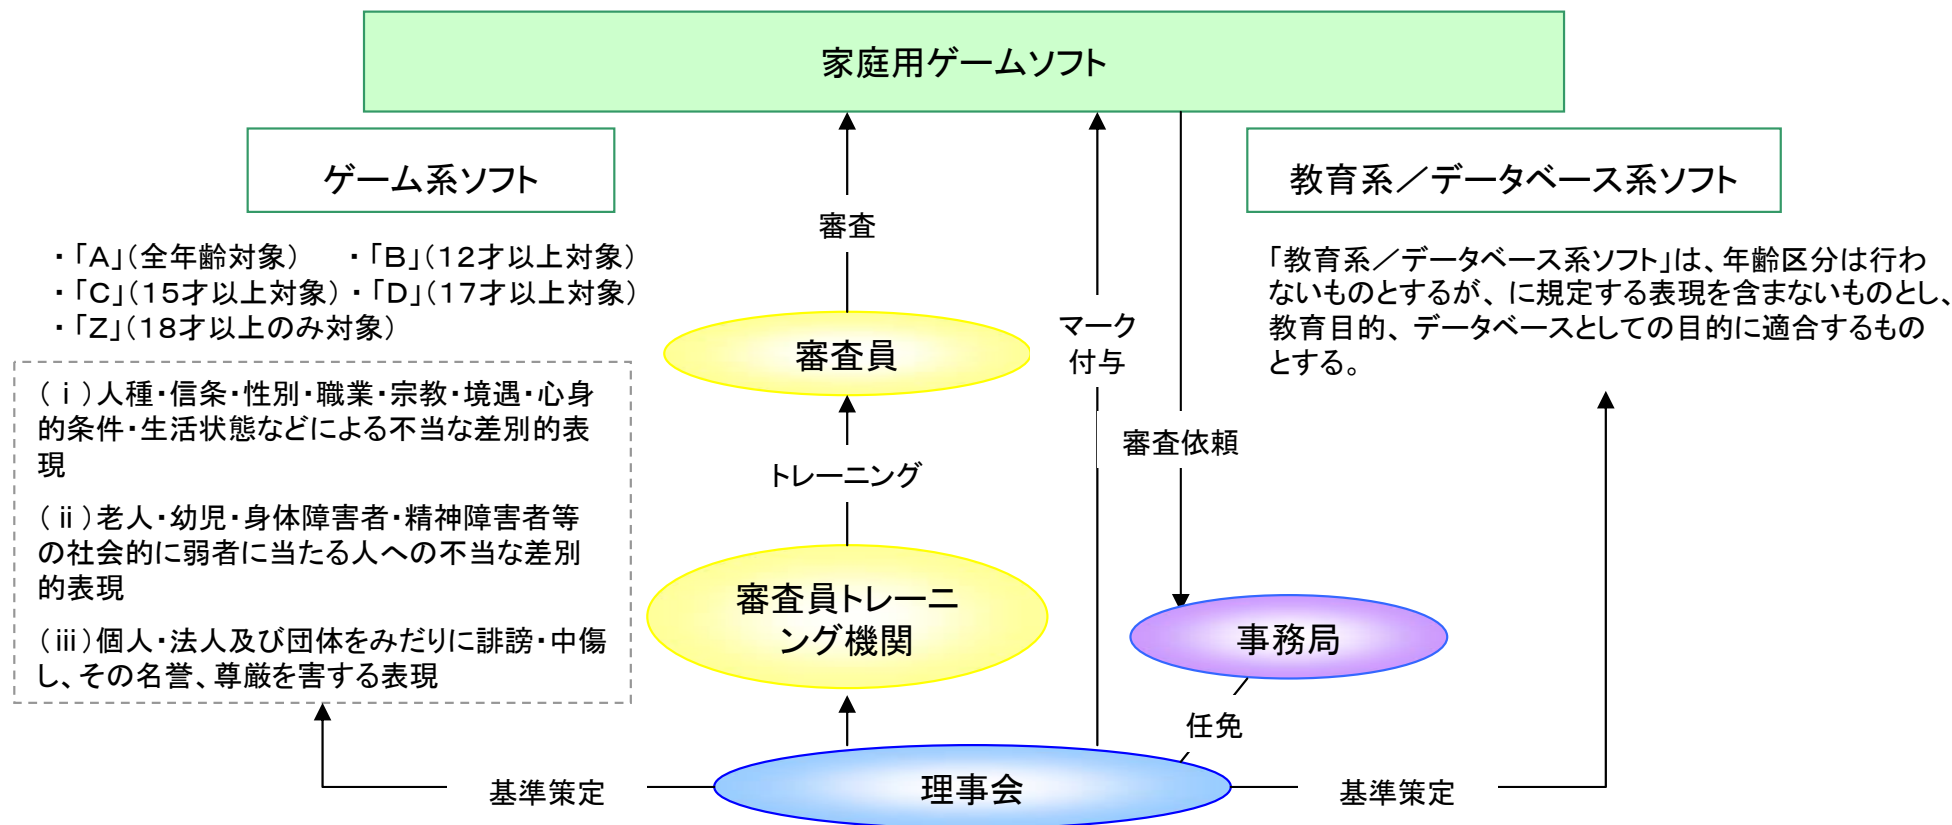 家庭用ゲームソフト
ゲーム系ソフト
・「A」(全年齢対象)　・「B」(12才以上対象)
・「C」(15才以上対象)・「D」(17才以上対象)
・「Z」(18才以上のみ対象)
(ⅰ)人種・信条・性別・職業・宗教・境遇・心身
的条件・生活状態などによる不当な差別的表
現
(ⅱ)老人・幼児・身体障害者・精神障害者等
の社会的に弱者に当たる人への不当な差別
的表現
(ⅲ)個人・法人及び団体をみだりに誹謗・中傷
し、その名誉、尊厳を害する表現
審査
審査員
トレーニング
審査員トレーニ
ング機関
マーク
付与
審査依頼
教育系／データベース系ソフト
「教育系／データベース系ソフト」は、年齢区分は行わ
ないものとするが、に規定する表現を含まないものとし、
教育目的、データベースとしての目的に適合するもの
とする。
事務局
任免
基準策定
理事会
基準策定